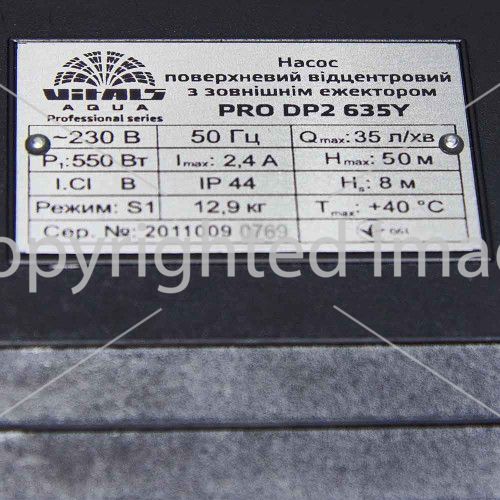 Насос
VITALS поверхневий відцентровий
AQUA з зовнішнім ежектором
Professional series PRO DP2 635Y
~230 В 50 Гц Qmax: 35 л/хв
P₁: 550 Вт Imax: 2,4 А Hmax: 50 м
I.Cl B IP 44 Hs: 8 м
Режим: S1 12,9 кг Tmax: +40 °C
Сер. №: 2011009 0769
Copyrighted Imag